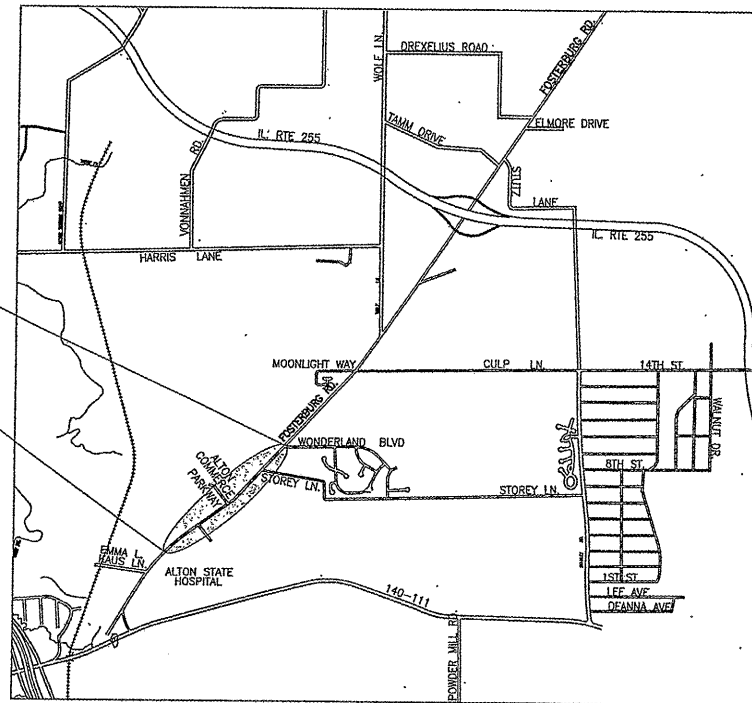 FOSTERBURG RD.
DREXELIUS ROAD
WOLF LN.
ELMORE DRIVE
TAMM DRIVE
IL. RTE 255
VONNAHMEN RD.
STUTZ
LANE
IL. RTE 255
HARRIS LANE
MOONLIGHT WAY
CULP LN.
14TH ST.
FOSTERBURG RD.
WALNUT DR.
WONDERLAND BLVD
ALTON
COMMERCE
PARKWAY
8TH ST.
STOREY LN.
STOREY LN.
EMMA L.
HAUS LN.
ALTON STATE
HOSPITAL
1ST ST.
140-111
LEE AVE
DEANNA AVE
POWDER MILL RD.